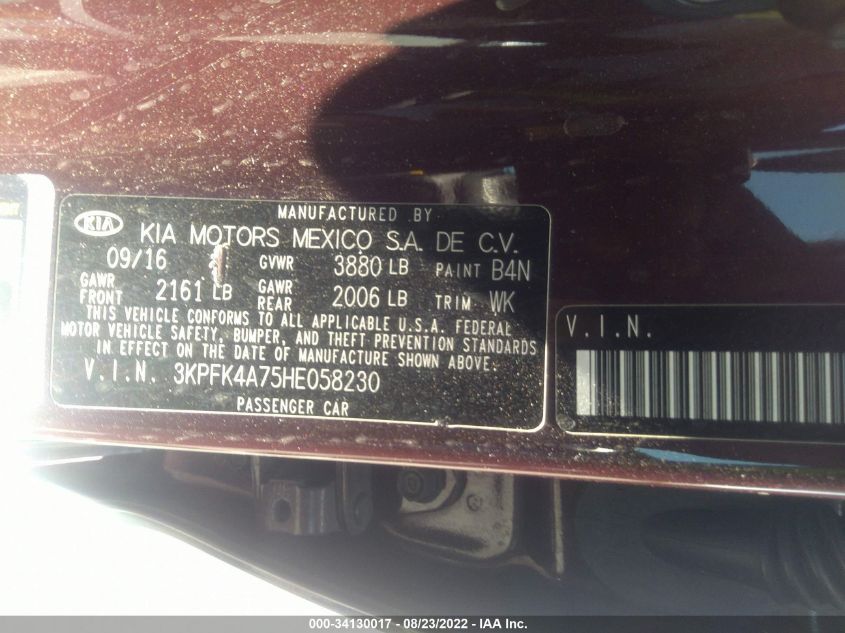 MANUFACTURED BY
KIA KIA MOTORS MEXICO S.A. DE C.V.
09/16 GVWR 3880 LB PAINT B4N
GAWR FRONT 2161 LB GAWR REAR 2006 LB TRIM WK
THIS VEHICLE CONFORMS TO ALL APPLICABLE U.S.A. FEDERAL
MOTOR VEHICLE SAFETY, BUMPER, AND THEFT PREVENTION STANDARDS
IN EFFECT ON THE DATE OF MANUFACTURE SHOWN ABOVE.
V.I.N. 3KPFK4A75HE058230
PASSENGER CAR
V.I.N.
000-34130017 - 08/23/2022 - IAA Inc.